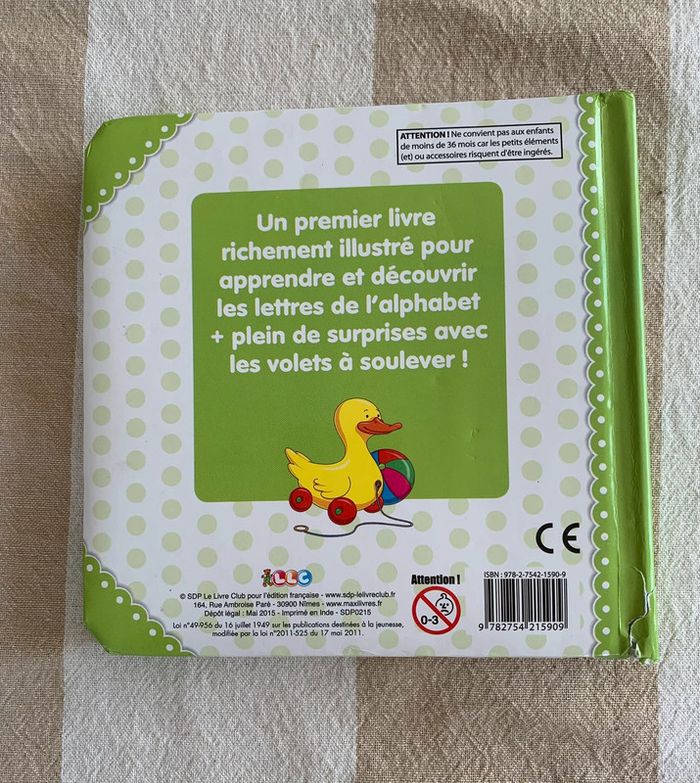 ATTENTION ! Ne convient pas aux enfants
de moins de 36 mois car les petits éléments
(et) ou accessoires risquent d'être ingérés.
Un premier livre
richement illustré pour
apprendre et découvrir
les lettres de l'alphabet
+ plein de surprises avec
les volets à soulever !
CE
LLC
© SDP Le Livre Club pour l'édition française - www.sdp-lelivreclub.fr
164, Rue Ambroise Paré - 30900 Nîmes - www.maxilivres.fr
Dépôt légal : Mai 2015 - Imprimé en Inde - SDP0215
Loi n°49-956 du 16 juillet 1949 sur les publications destinées à la jeunesse,
modifiée par la loi n°2011-525 du 17 mai 2011.
Attention !
0-3
ISBN : 978-2-7542-1590-9
9 782754 215909